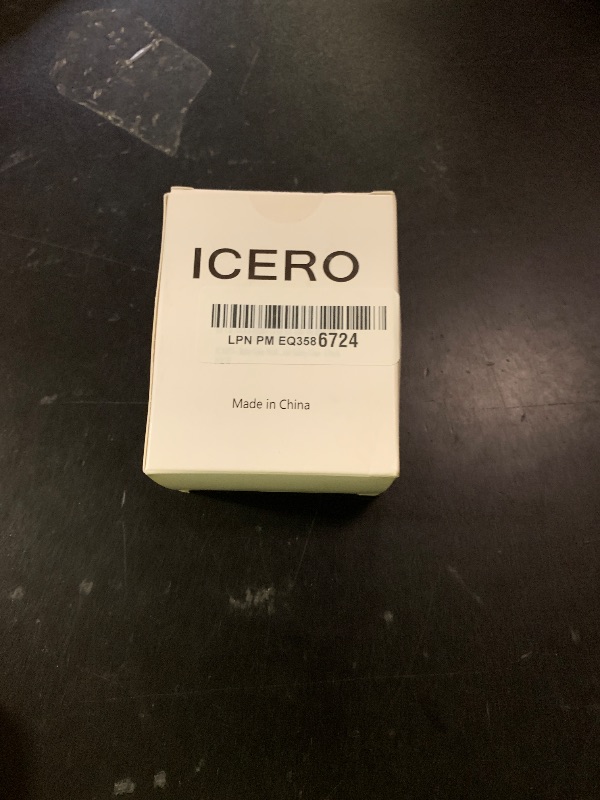 ICERO
LPN PM EQ3586724
Made in China